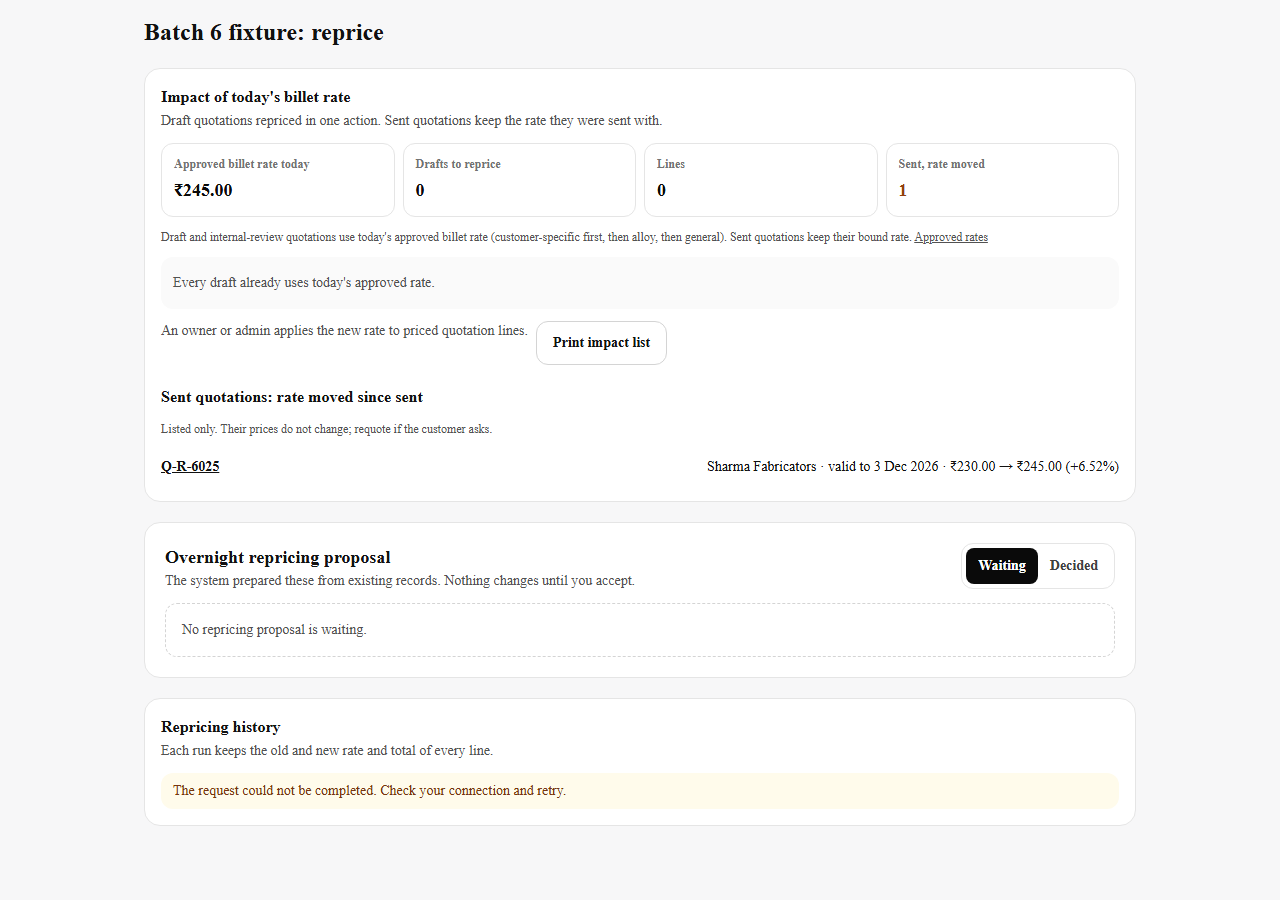 Batch 6 fixture: reprice
Impact of today's billet rate
Draft quotations repriced in one action. Sent quotations keep the rate they were sent with.
Approved billet rate today
₹245.00
Drafts to reprice
0
Lines
0
Sent, rate moved
1
Draft and internal-review quotations use today's approved billet rate (customer-specific first, then alloy, then general). Sent quotations keep their bound rate. Approved rates
Every draft already uses today's approved rate.
An owner or admin applies the new rate to priced quotation lines.
Print impact list
Sent quotations: rate moved since sent
Listed only. Their prices do not change; requote if the customer asks.
Q-R-6025
Sharma Fabricators · valid to 3 Dec 2026 · ₹230.00 → ₹245.00 (+6.52%)
Overnight repricing proposal
The system prepared these from existing records. Nothing changes until you accept.
Waiting
Decided
No repricing proposal is waiting.
Repricing history
Each run keeps the old and new rate and total of every line.
The request could not be completed. Check your connection and retry.